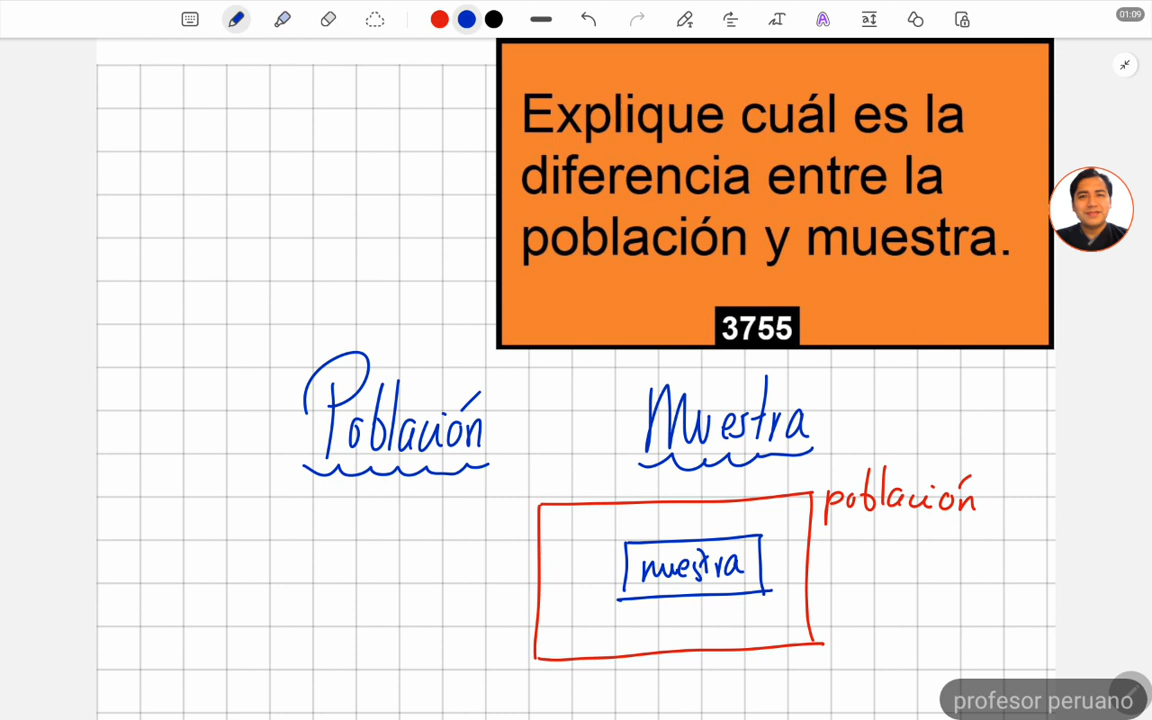 01:09
Explique cuál es la
diferencia entre la
población y muestra.
3755
Población
Muestra
población
muestra
profesor peruano